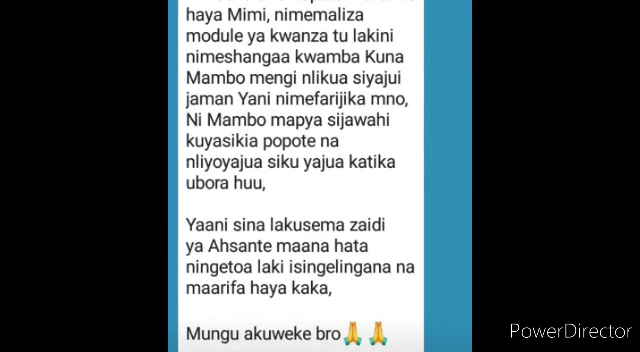 haya Mimi, nimemaliza
module ya kwanza tu lakini
nimeshangaa kwamba Kuna
Mambo mengi nlikua siyajui
jaman Yani nimefarijika mno,
Ni Mambo mapya sijawahi
kuyasikia popote na
nliyoyajua siku yajua katika
ubora huu,
Yaani sina lakusema zaidi
ya Ahsante maana hata
ningetoa laki isingelingana na
maarifa haya kaka,
Mungu akuweke bro🙏🙏
PowerDirector